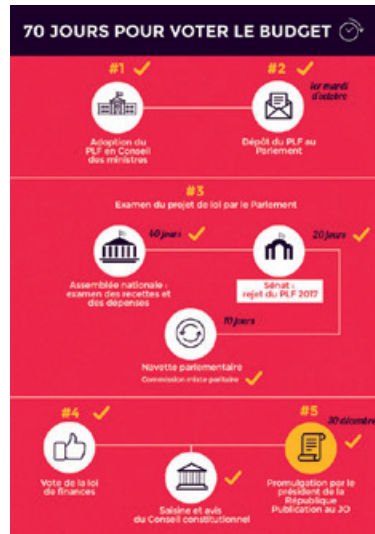 70 JOURS POUR VOTER LE BUDGET
#1
Adoption du
PLF en Conseil
des ministres
#2
1er mardi
d'octobre
Dépôt du PLF au
Parlement
#3
Examen du projet de loi par le Parlement
40 jours
Assemblée nationale :
examen des recettes et
des dépenses
20 jours
Sénat :
rejet du PLF 2017
10 jours
Navette parlementaire
Commission mixte paritaire
#4
Vote de la loi
de finances
Saisine et avis
du Conseil constitutionnel
#5
30 décembre
Promulgation par le
président de la
République
Publication au JO